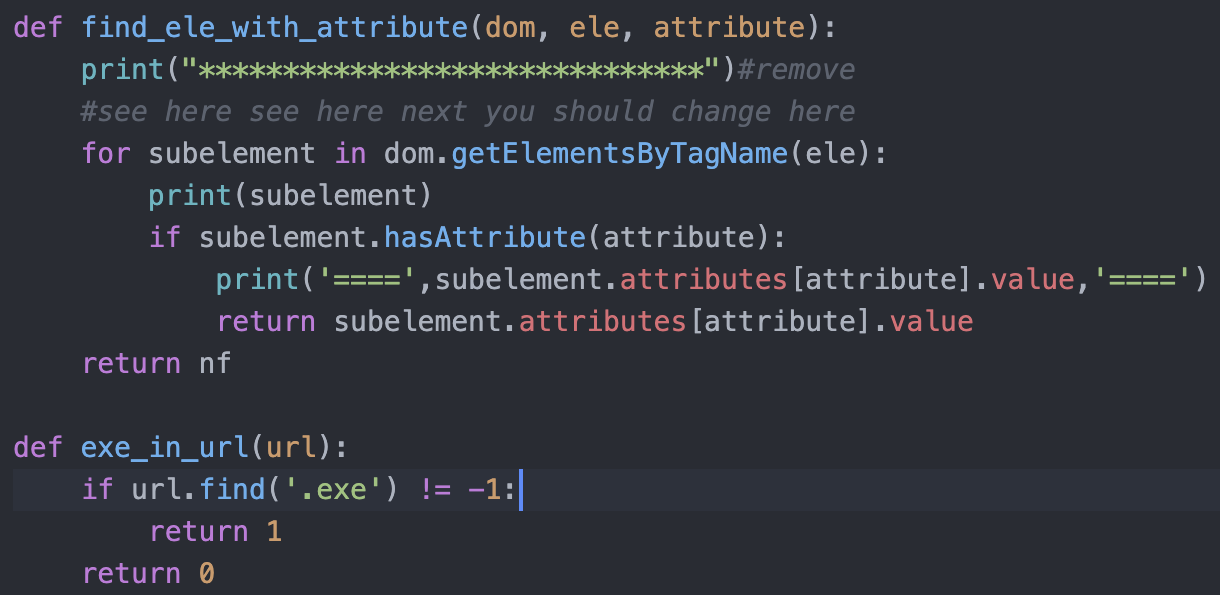 def find_ele_with_attribute(dom, ele, attribute):
    print("******************************")#remove
    #see here see here next you should change here
    for subelement in dom.getElementsByTagName(ele):
        print(subelement)
        if subelement.hasAttribute(attribute):
            print('====',subelement.attributes[attribute].value,'====')
            return subelement.attributes[attribute].value
    return nf

def exe_in_url(url):
    if url.find('.exe') != -1:
        return 1
    return 0